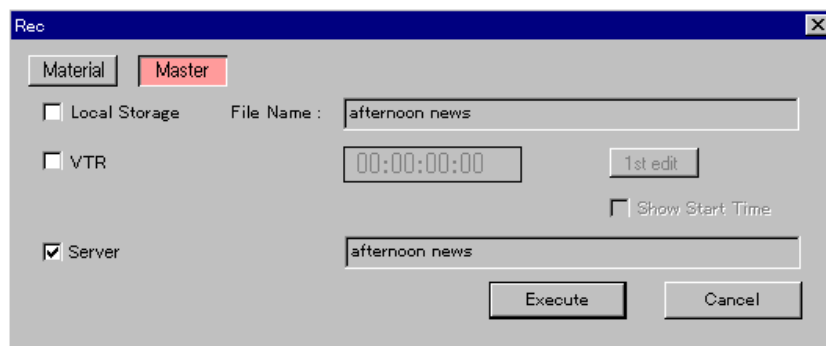 Rec
Material Master
Local Storage File Name : afternoon news
VTR 00:00:00:00 1st edit
Show Start Time
Server afternoon news
Execute Cancel